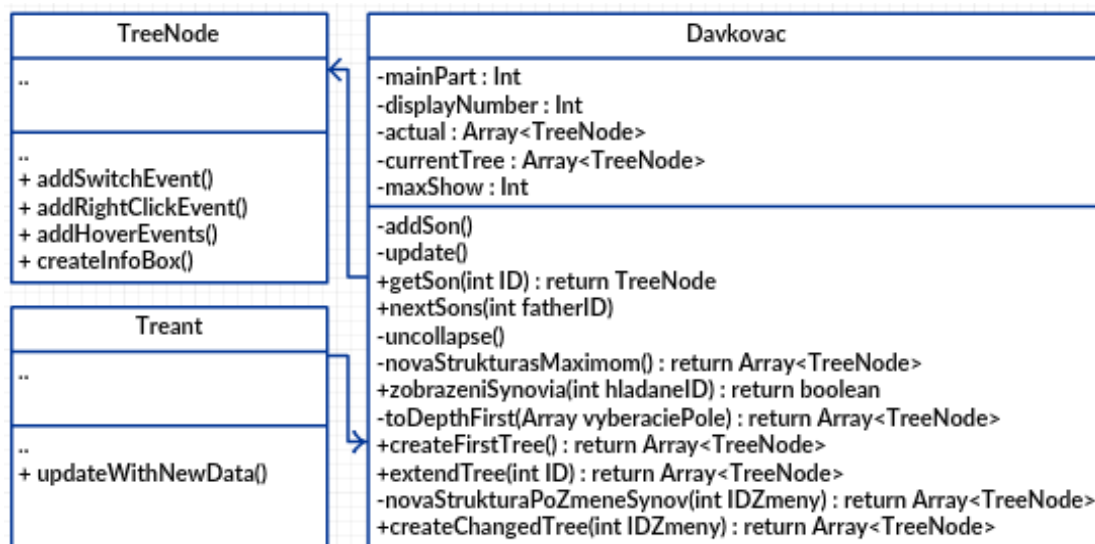 TreeNode
..
..
+ addSwitchEvent()
+ addRightClickEvent()
+ addHoverEvents()
+ createInfoBox()
Treant
..
..
+ updateWithNewData()
Davkovac
-mainPart : Int
-displayNumber : Int
-actual : Array<TreeNode>
-currentTree : Array<TreeNode>
-maxShow : Int
-addSon()
-update()
+getSon(int ID) : return TreeNode
+nextSons(int fatherID)
-uncollapse()
-novaStrukturasMaximom() : return Array<TreeNode>
+zobrazeniSynovia(int hladaneID) : return boolean
-toDepthFirst(Array vyberaciePole) : return Array<TreeNode>
+createFirstTree() : return Array<TreeNode>
+extendTree(int ID) : return Array<TreeNode>
-novaStrukturaPoZmeneSynov(int IDZmeny) : return Array<TreeNode>
+createChangedTree(int IDZmeny) : return Array<TreeNode>